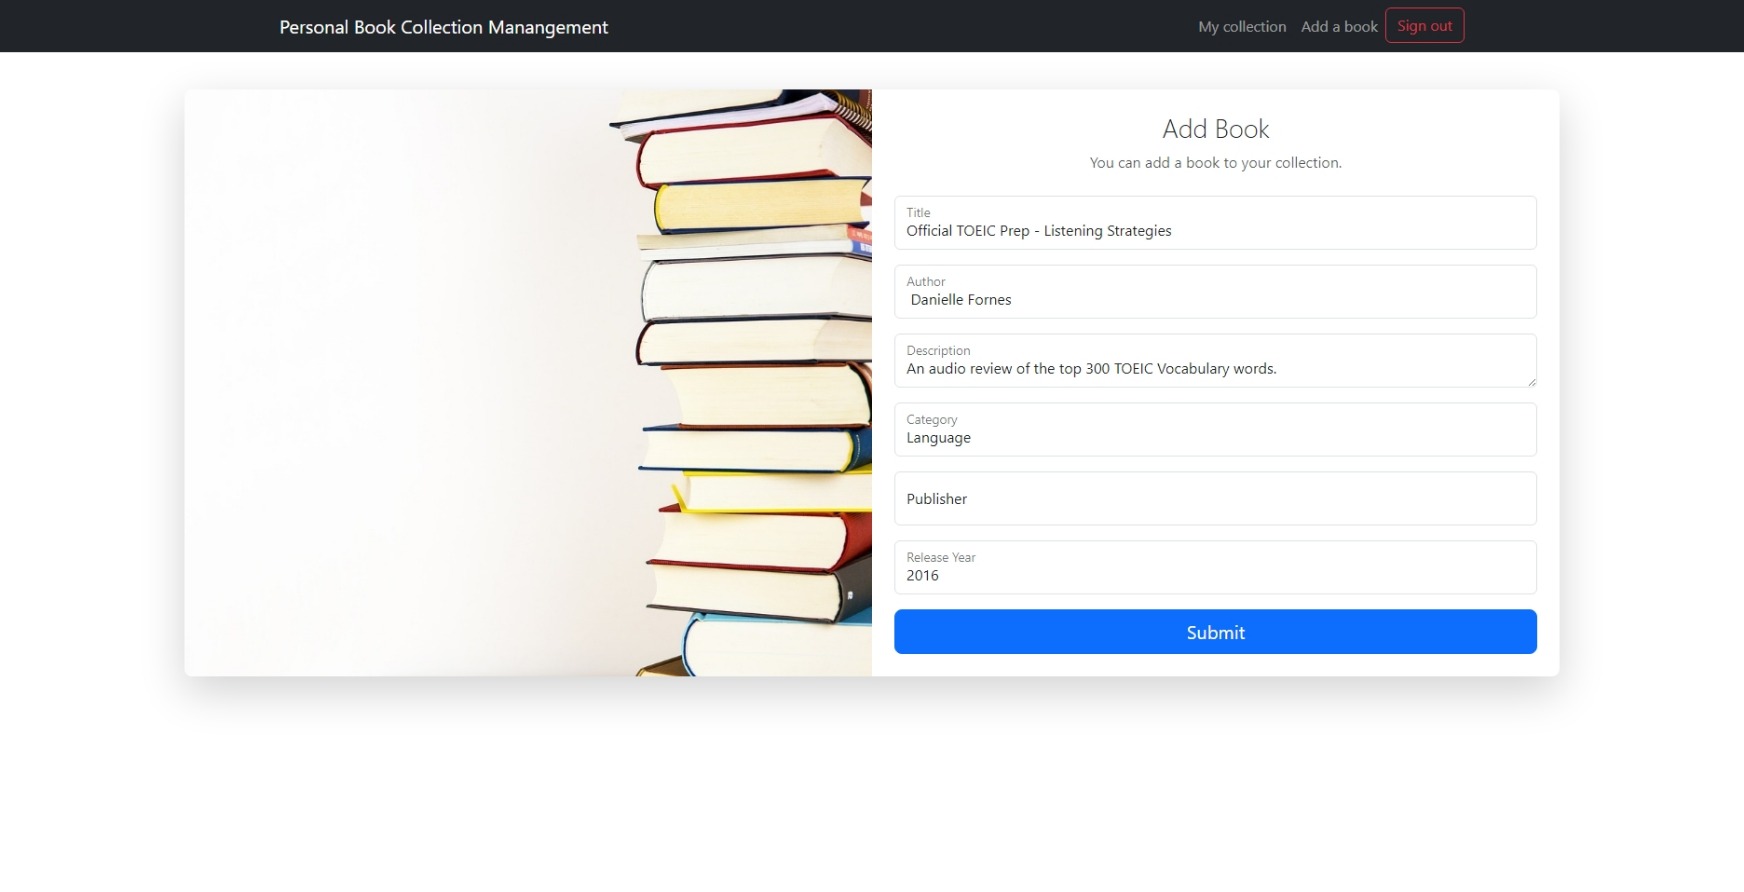 Personal Book Collection Manangement
My collection
Add a book
Sign out
Add Book
You can add a book to your collection.
Title
Official TOEIC Prep - Listening Strategies
Author
Danielle Fornes
Description
An audio review of the top 300 TOEIC Vocabulary words.
Category
Language
Publisher
Release Year
2016
Submit